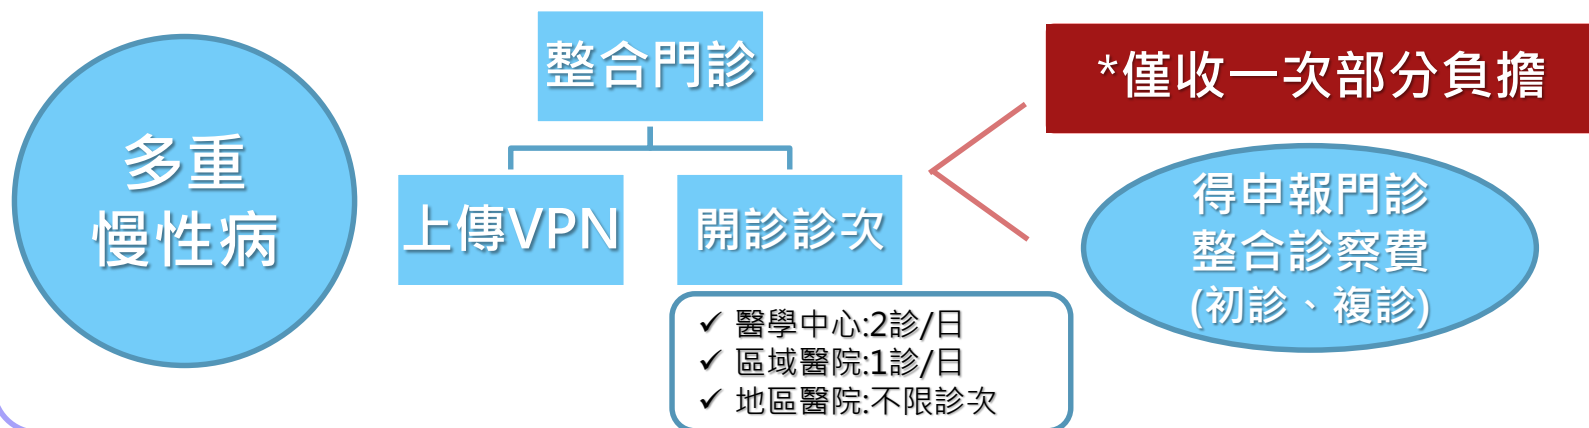 多重
慢性病
整合門診
上傳VPN
開診診次
✓ 醫學中心:2診/日
✓ 區域醫院:1診/日
✓ 地區醫院:不限診次
*僅收一次部分負擔
得申報門診
整合診察費
(初診、複診)